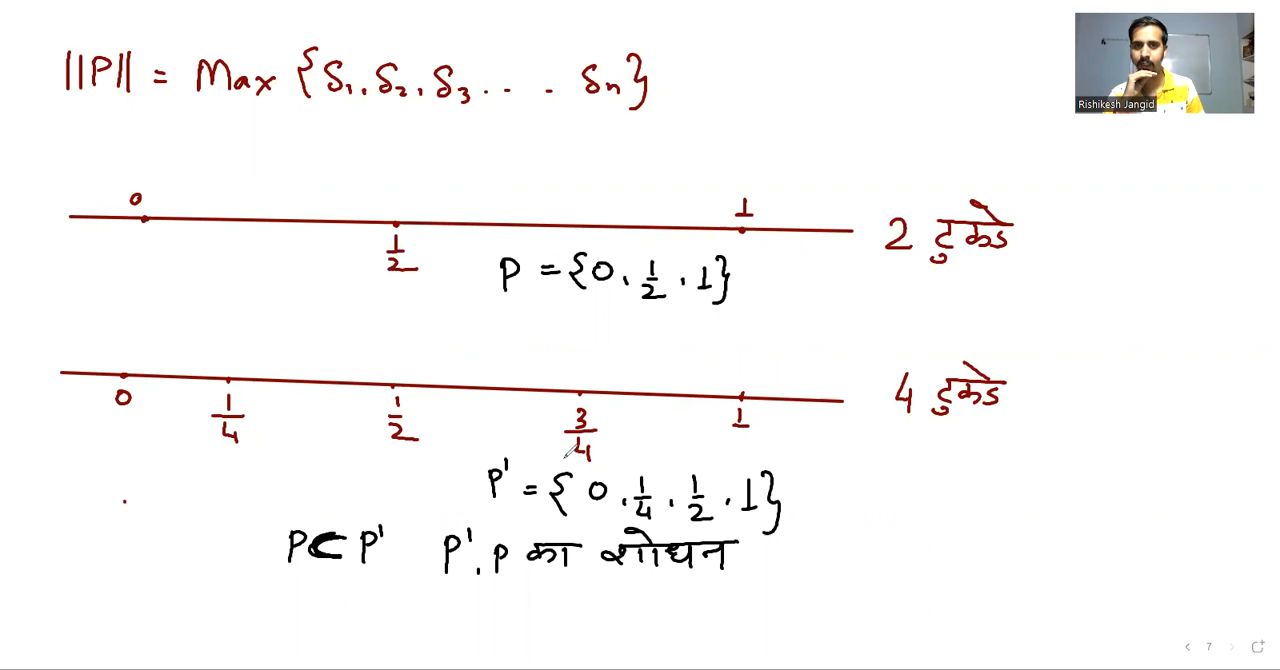 ||P|| = Max {δ₁, δ₂, δ₃ . . . . δn}
Rishikesh Jangid
0 1
1/2
2 टुकडे
P = {0, 1/2, 1}
0 1/4 1/2 3/4 1
4 टुकडे
P' = { 0, 1/4, 1/2, 1}
P⊂P' P', P का शोधन
7